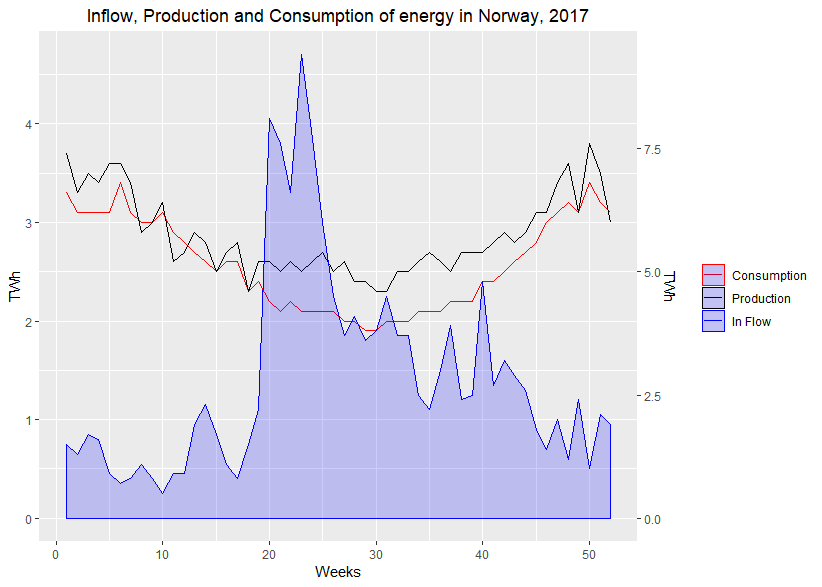 Inflow, Production and Consumption of energy in Norway, 2017
4
3
2
1
0
TWh
7.5
5.0
2.5
0.0
TWh
0
10
20
30
40
50
Weeks
Consumption
Production
In Flow